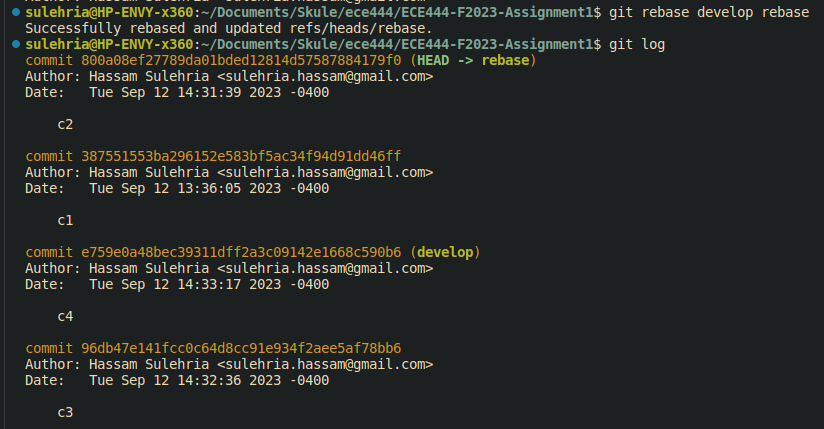 sulehria@HP-ENVY-x360:~/Documents/Skule/ece444/ECE444-F2023-Assignment1$ git rebase develop rebase
Successfully rebased and updated refs/heads/rebase.
sulehria@HP-ENVY-x360:~/Documents/Skule/ece444/ECE444-F2023-Assignment1$ git log
commit 800a08ef27789da01bded12814d57587884179f0 (HEAD -> rebase)
Author: Hassam Sulehria <sulehria.hassam@gmail.com>
Date:   Tue Sep 12 14:31:39 2023 -0400
    c2
commit 387551553ba296152e583bf5ac34f94d91dd46ff
Author: Hassam Sulehria <sulehria.hassam@gmail.com>
Date:   Tue Sep 12 13:36:05 2023 -0400
    c1
commit e759e0a48bec39311dff2a3c09142e1668c590b6 (develop)
Author: Hassam Sulehria <sulehria.hassam@gmail.com>
Date:   Tue Sep 12 14:33:17 2023 -0400
    c4
commit 96db47e141fcc0c64d8cc91e934f2aee5af78bb6
Author: Hassam Sulehria <sulehria.hassam@gmail.com>
Date:   Tue Sep 12 14:32:36 2023 -0400
    c3